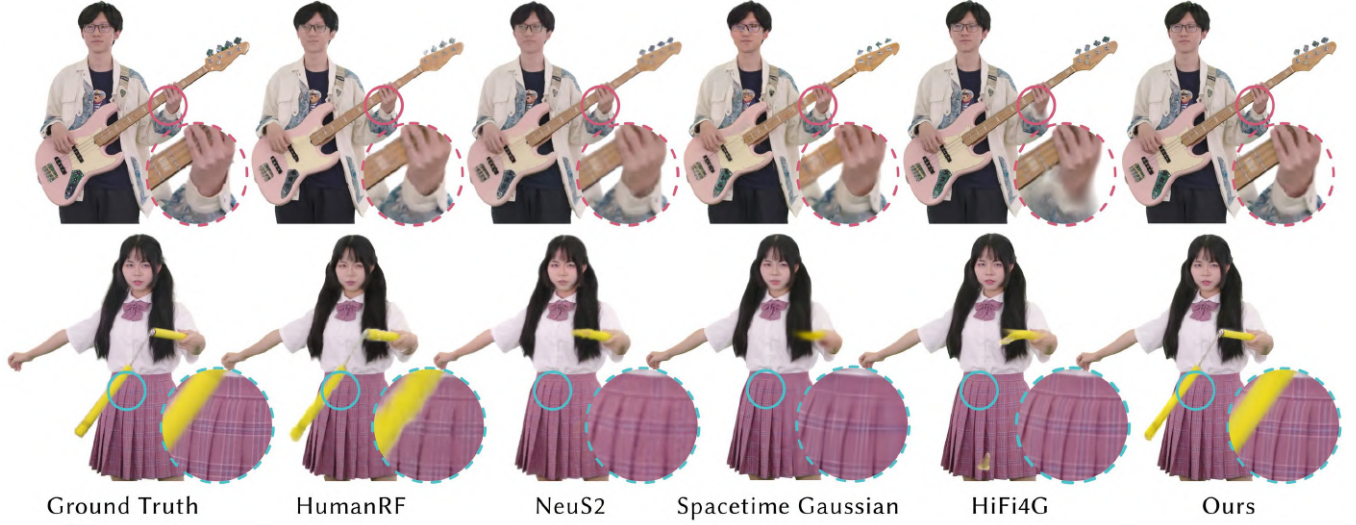 Ground Truth
HumanRF
NeuS2
Spacetime Gaussian
HiFi4G
Ours